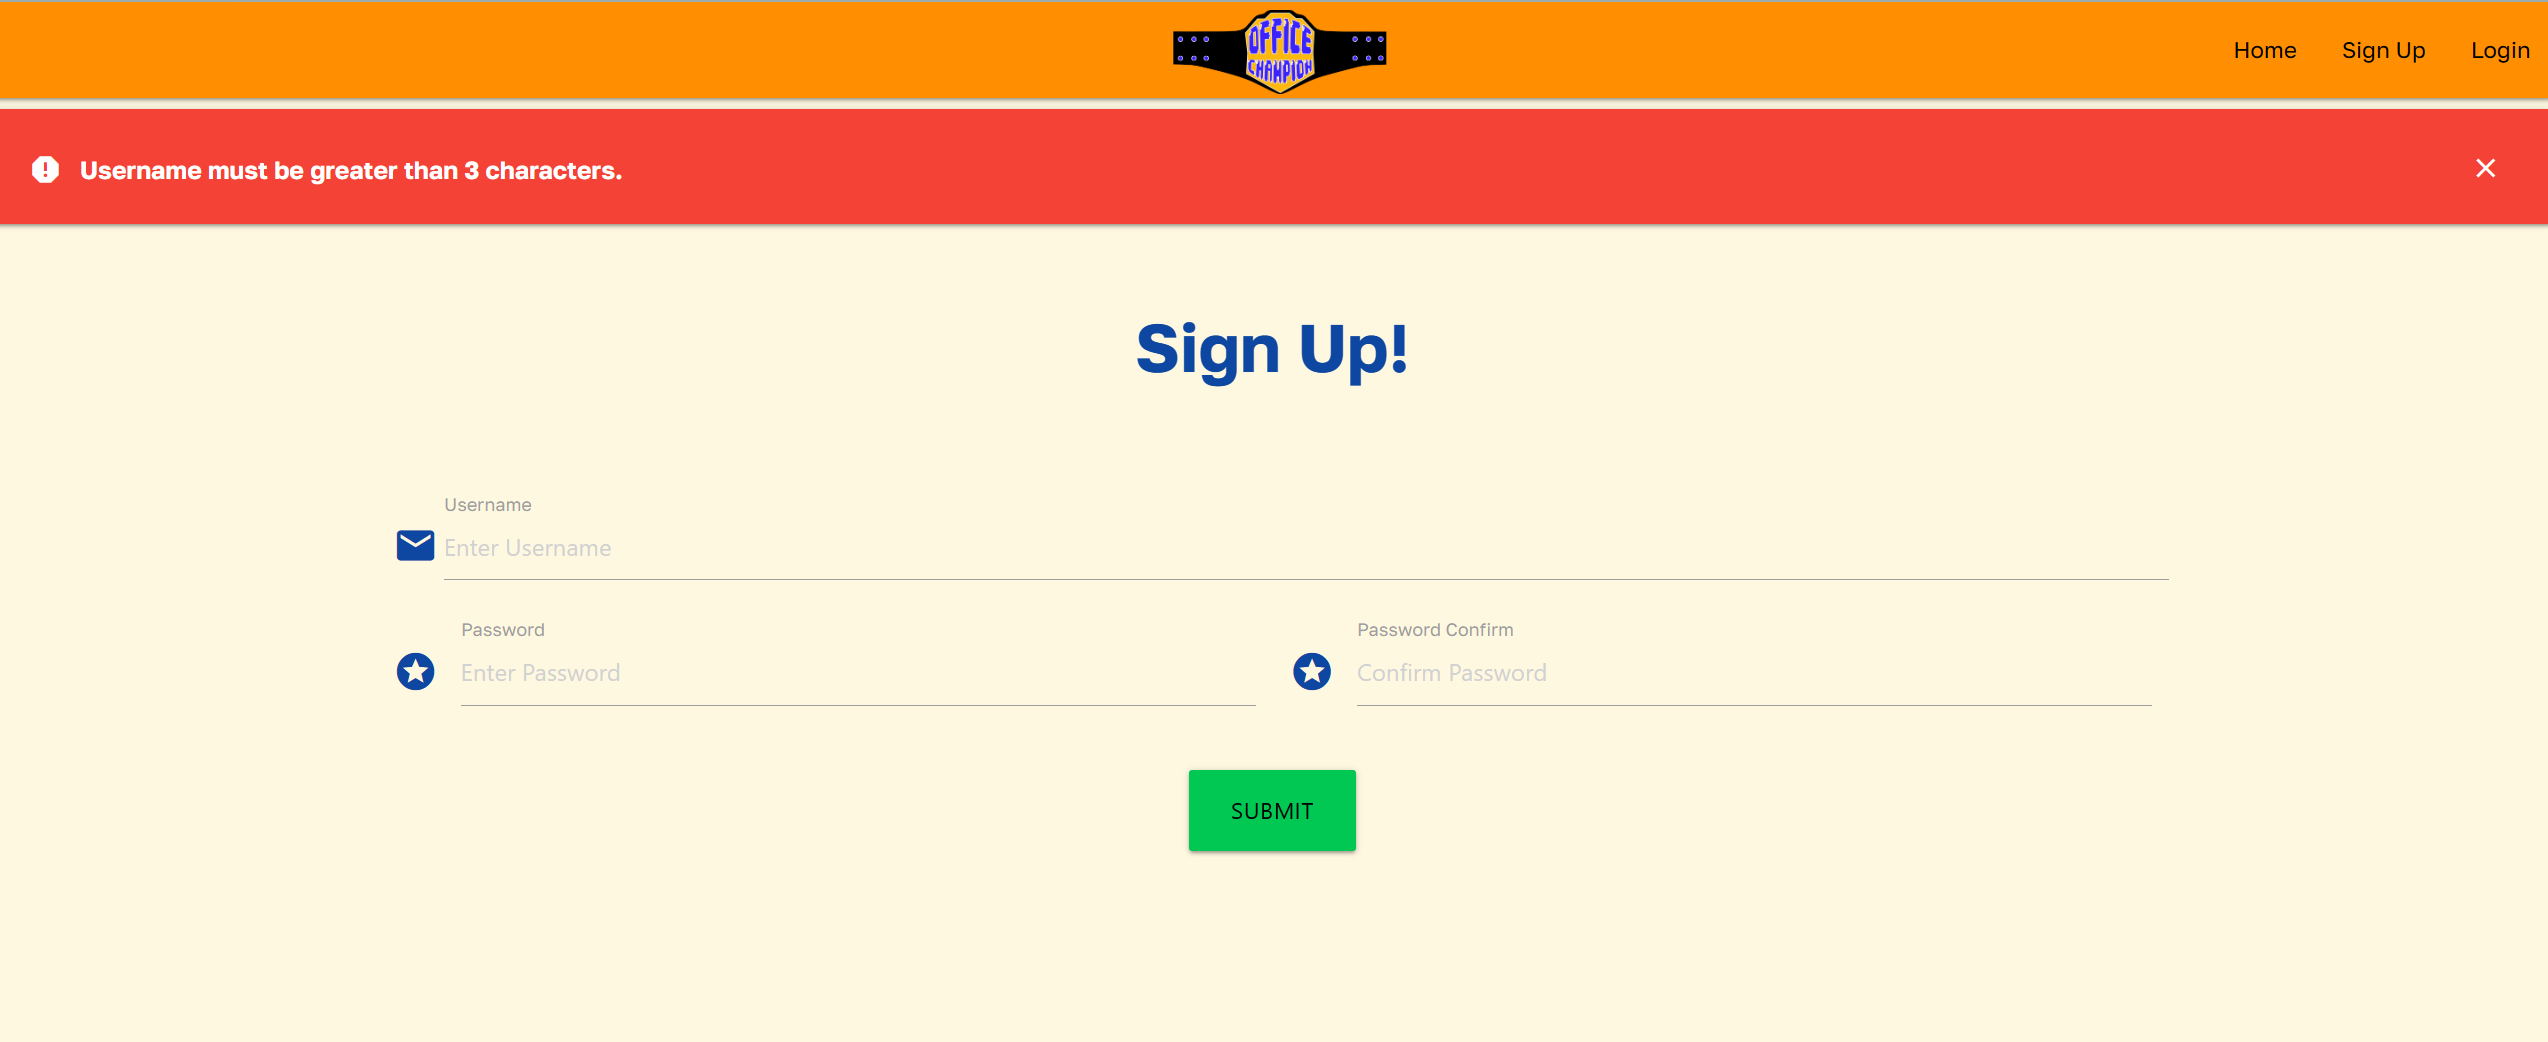 OFFICE
CHAMPION
Home Sign Up Login
Username must be greater than 3 characters.
Sign Up!
Username
Enter Username
Password Password Confirm
Enter Password Confirm Password
SUBMIT